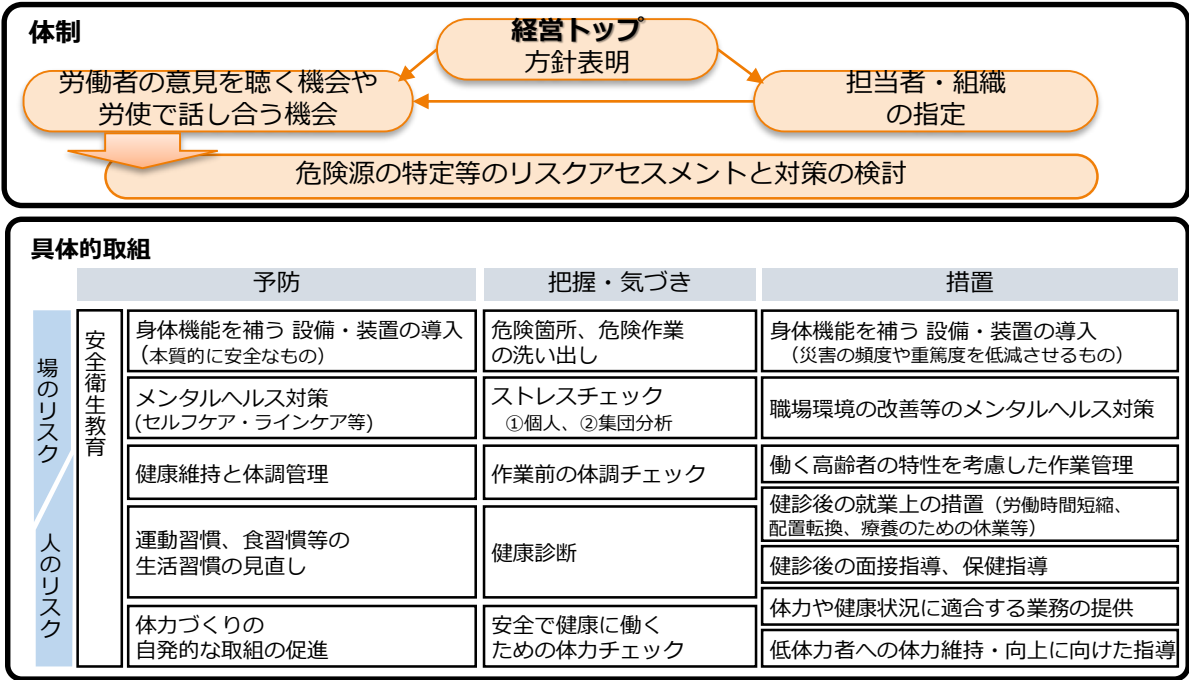 体制
経営トップ
方針表明
労働者の意見を聴く機会や
労使で話し合う機会
担当者・組織
の指定
危険源の特定等のリスクアセスメントと対策の検討
具体的取組
予防
把握・気づき
措置
場のリスク
人のリスク
安全衛生教育
身体機能を補う 設備・装置の導入
（本質的に安全なもの）
危険箇所、危険作業
の洗い出し
身体機能を補う 設備・装置の導入
（災害の頻度や重篤度を低減させるもの）
メンタルヘルス対策
(セルフケア・ラインケア等)
ストレスチェック
①個人、②集団分析
職場環境の改善等のメンタルヘルス対策
健康維持と体調管理
作業前の体調チェック
働く高齢者の特性を考慮した作業管理
運動習慣、食習慣等の
生活習慣の見直し
健康診断
健診後の就業上の措置（労働時間短縮、
配置転換、療養のための休業等）
健診後の面接指導、保健指導
体力づくりの
自発的な取組の促進
安全で健康に働く
ための体力チェック
体力や健康状況に適合する業務の提供
低体力者への体力維持・向上に向けた指導